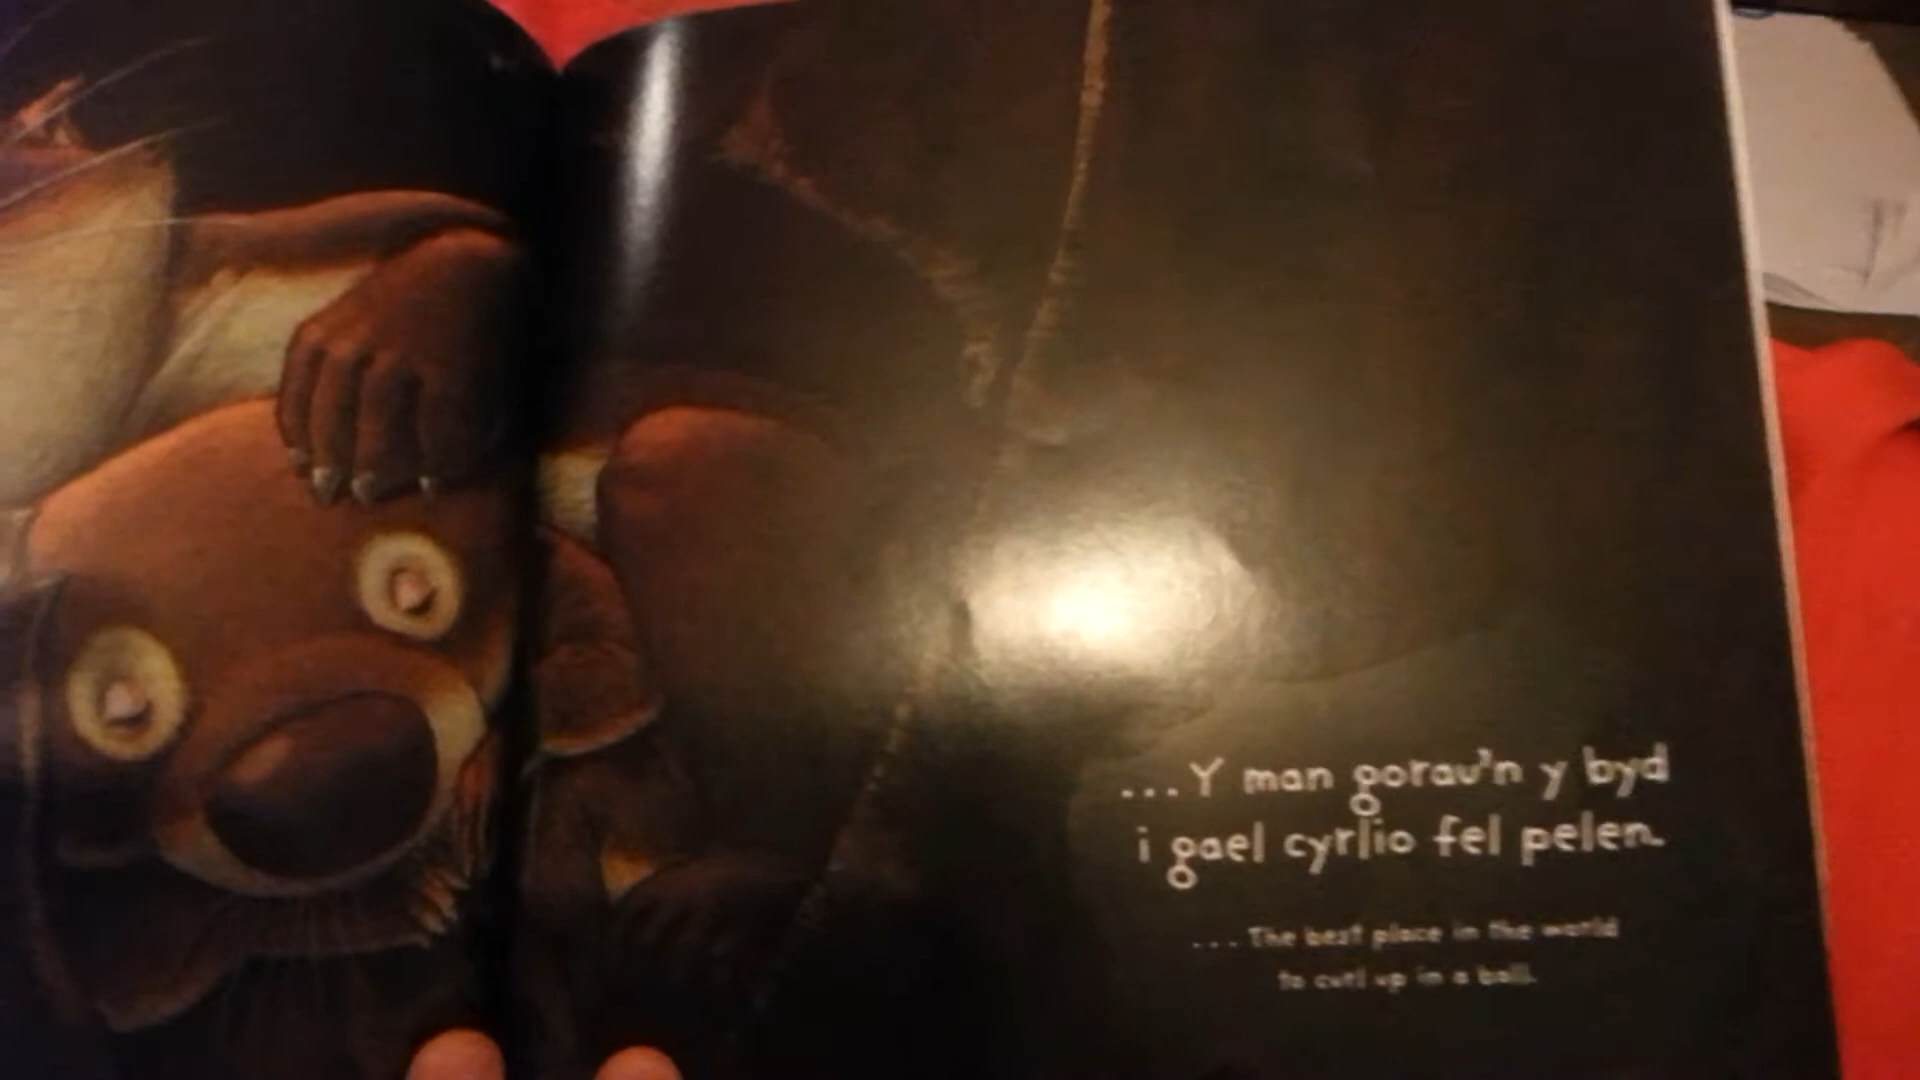 ...Y man gorau'n y byd
i gael cyrlio fel pelen.
...The best place in the world
to curl up in a ball.